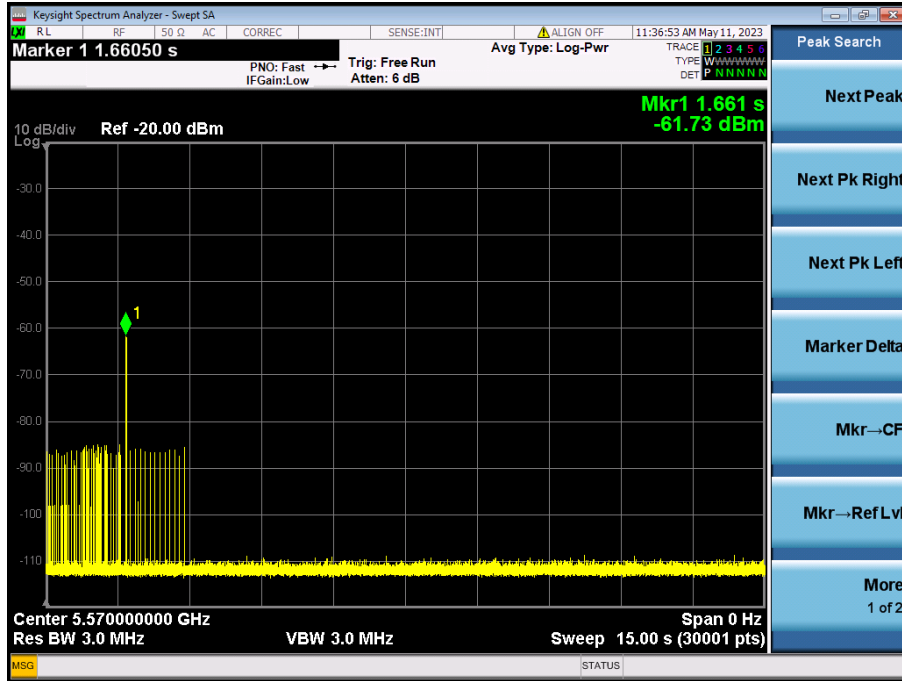 Keysight Spectrum Analyzer - Swept SA
LXI RL RF 50 Ω AC CORREC SENSE:INT ALIGN OFF 11:36:53 AM May 11, 2023
Marker 1 1.66050 s
PNO: Fast
IFGain:Low
Trig: Free Run
Atten: 6 dB
Avg Type: Log-Pwr
TRACE 1 2 3 4 5 6
TYPE WWWWWW
DET P N N N N N
Mkr1 1.661 s
-61.73 dBm
10 dB/div Ref -20.00 dBm
Log
-30.0
-40.0
-50.0
1
-60.0
-70.0
-80.0
-90.0
-100
-110
Center 5.570000000 GHz Span 0 Hz
Res BW 3.0 MHz VBW 3.0 MHz Sweep 15.00 s (30001 pts)
MSG STATUS
Peak Search
Next Peak
Next Pk Right
Next Pk Left
Marker Delta
Mkr→CF
Mkr→Ref Lvl
More
1 of 2